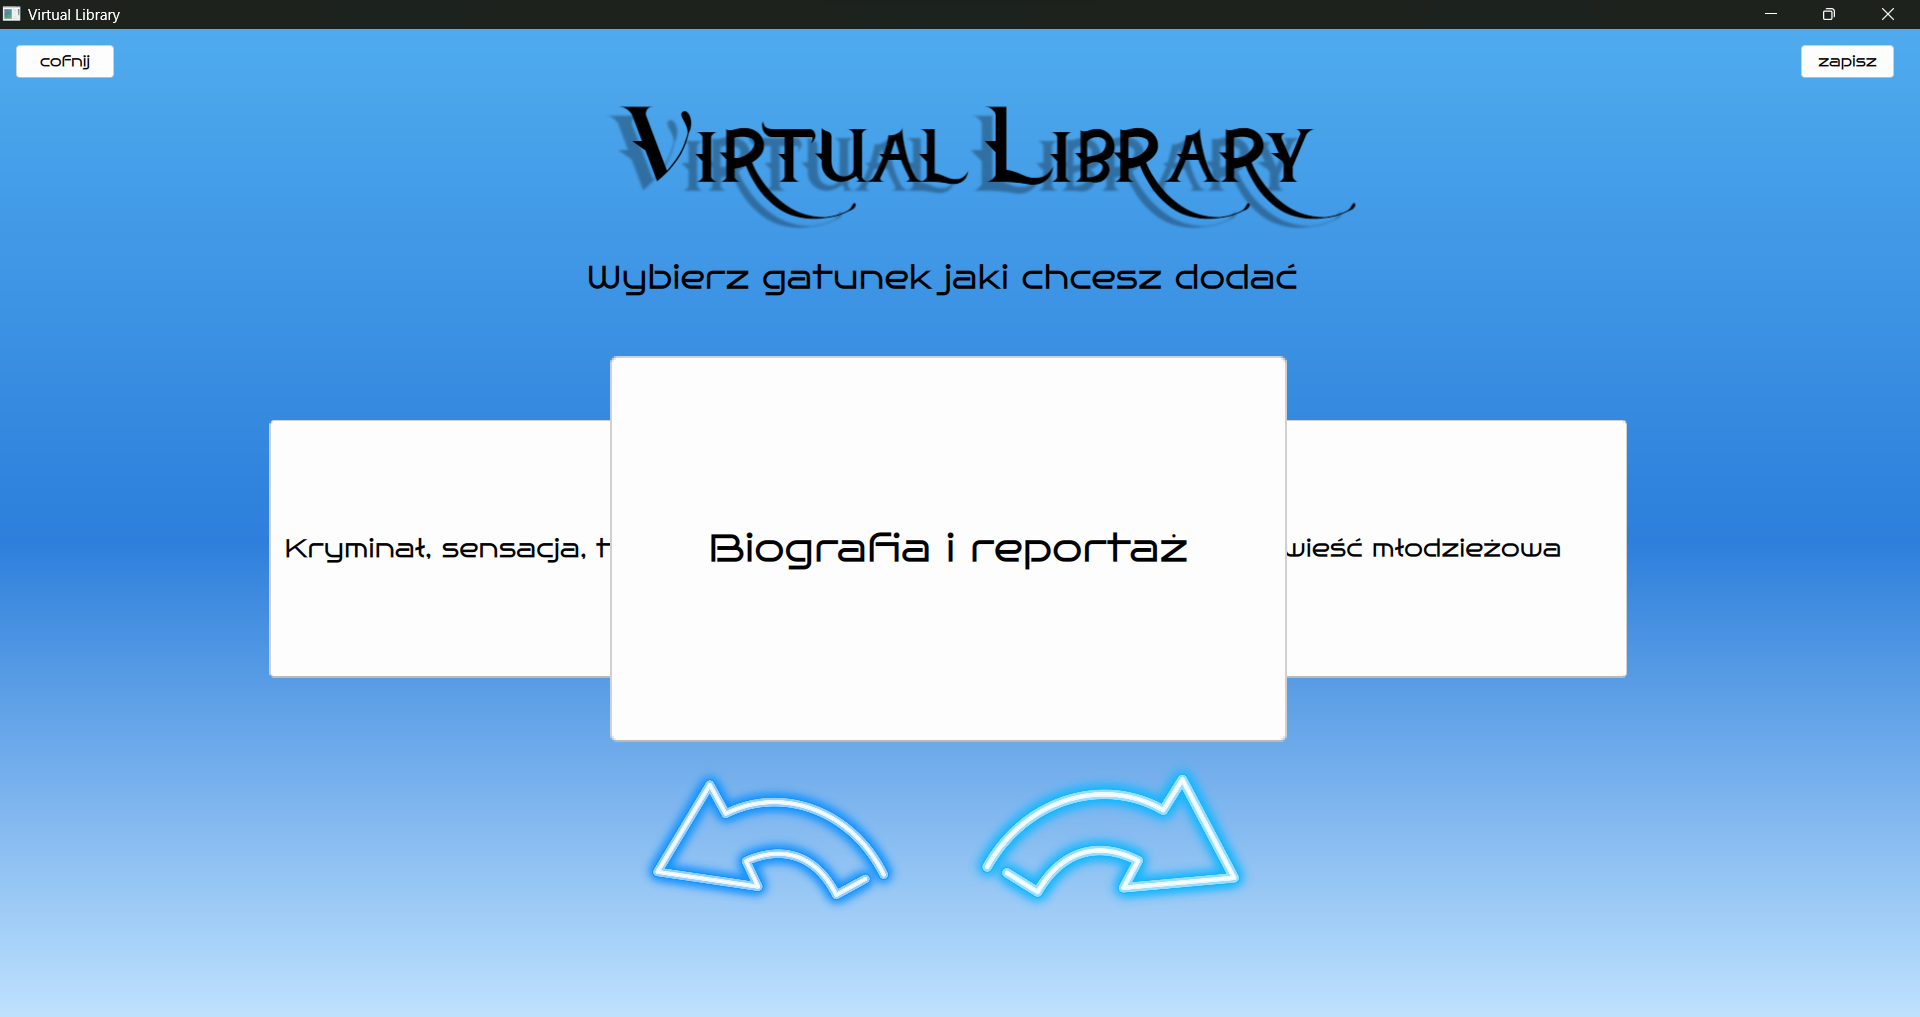 Virtual Library
cofnij
zapisz
Virtual Library
Wybierz gatunek jaki chcesz dodać
Kryminał, sensacja, t
Biografia i reportaż
wieść młodzieżowa